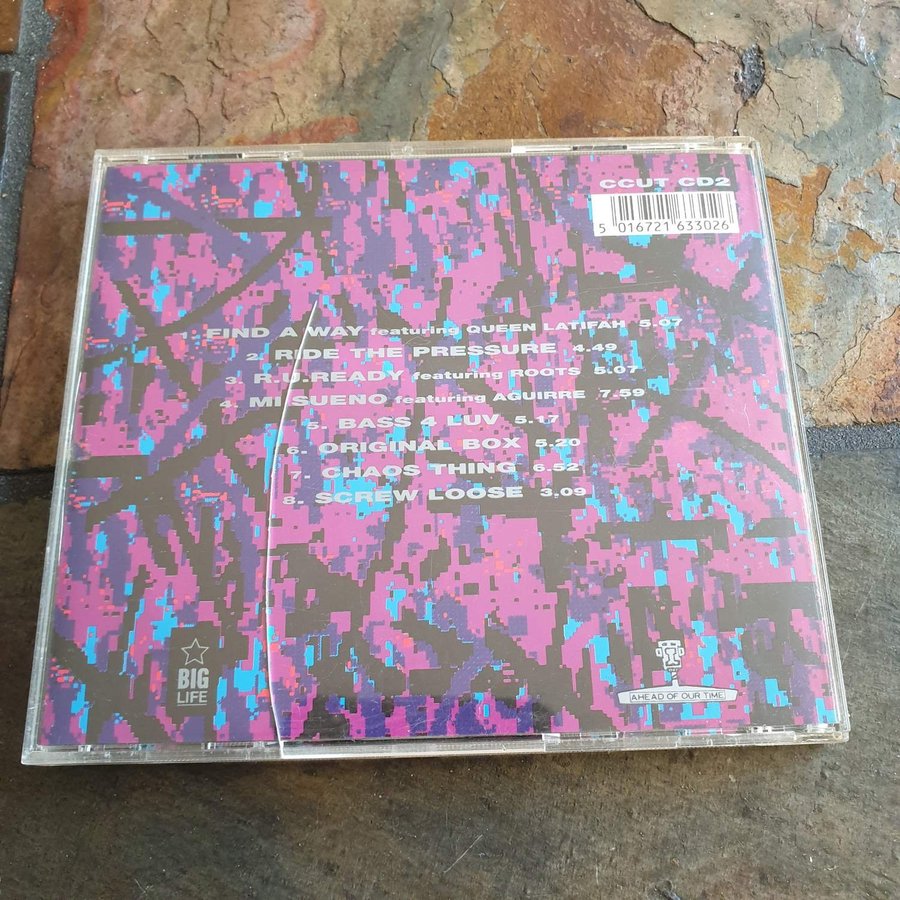 CCUT CD2
5 016721 633026
1. FIND A WAY featuring QUEEN LATIFAH 5.07
2. RIDE THE PRESSURE 4.49
3. R.U.READY featuring ROOTS 5.07
4. MI SUENO featuring AGUIRRE 7.59
5. BASS 4 LUV 5.17
6. ORIGINAL BOX 5.20
7. CHAOS THING 6.52
8. SCREW LOOSE 3.09
BIG
LIFE
AHEAD OF OUR TIME